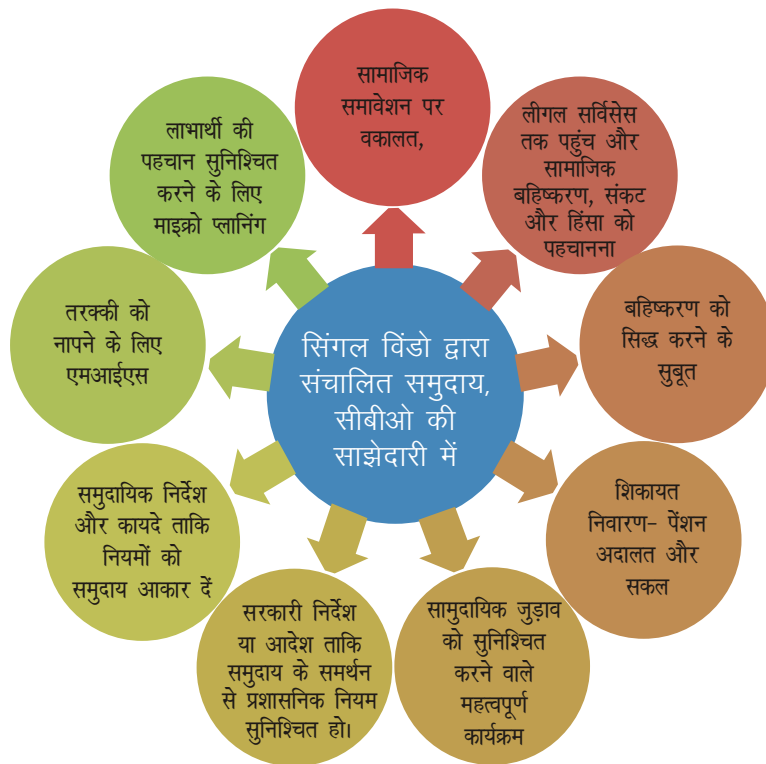 सामाजिक
समावेशन पर
वकालत,
लीगल सर्विसेस
तक पहुंच और
सामाजिक
बहिष्करण, संकट
और हिंसा को
पहचानना
बहिष्करण को
सिद्ध करने के
सुबूत
शिकायत
निवारण– पेंशन
अदालत और
सकल
सामुदायिक जुड़ाव
को सुनिश्चित
करने वाले
महत्वपूर्ण
कार्यक्रम
सरकारी निर्देश
या आदेश ताकि
समुदाय के समर्थन
से प्रशासनिक नियम
सुनिश्चित हो।
समुदायिक निर्देश
और कायदे ताकि
नियमों को
समुदाय आकार दें
तरक्की को
नापने के लिए
एमआईएस
लाभार्थी की
पहचान सुनिश्चित
करने के लिए
माइक्रो प्लानिंग
सिंगल विंडो द्वारा
संचालित समुदाय,
सीबीओ की
साझेदारी में